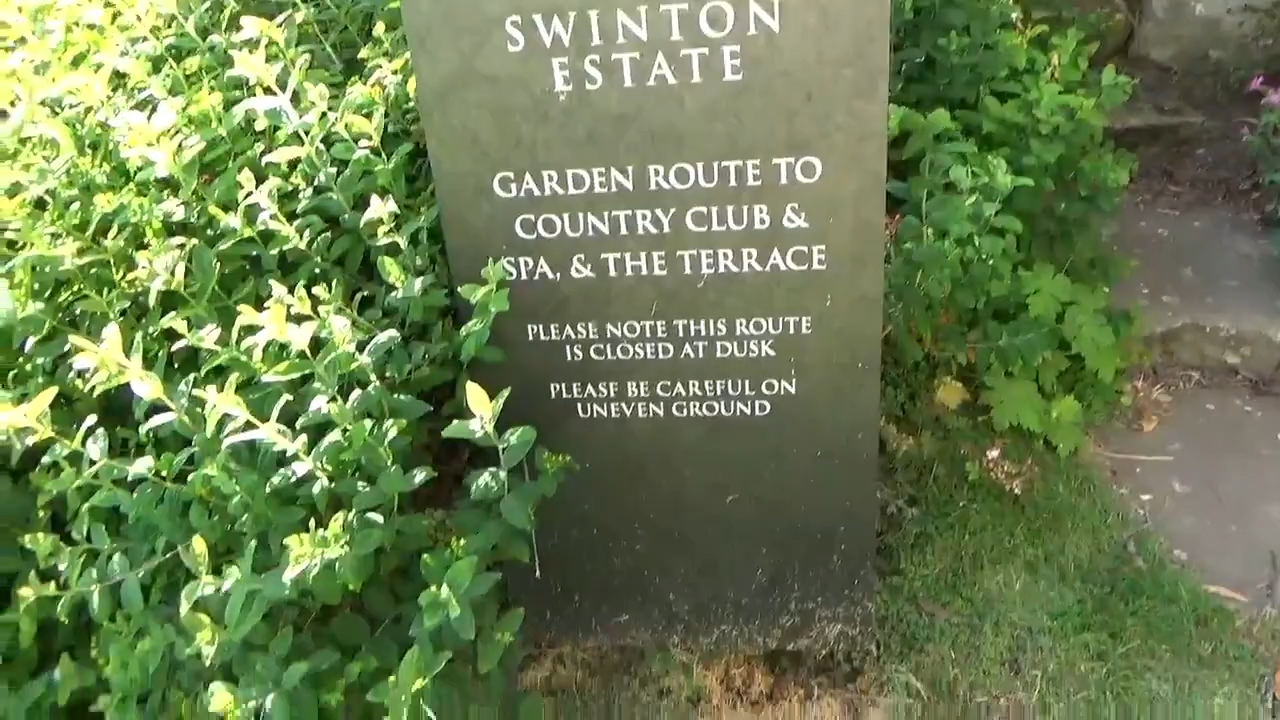 SWINTON
ESTATE
GARDEN ROUTE TO
COUNTRY CLUB &
SPA, & THE TERRACE
PLEASE NOTE THIS ROUTE
IS CLOSED AT DUSK
PLEASE BE CAREFUL ON
UNEVEN GROUND